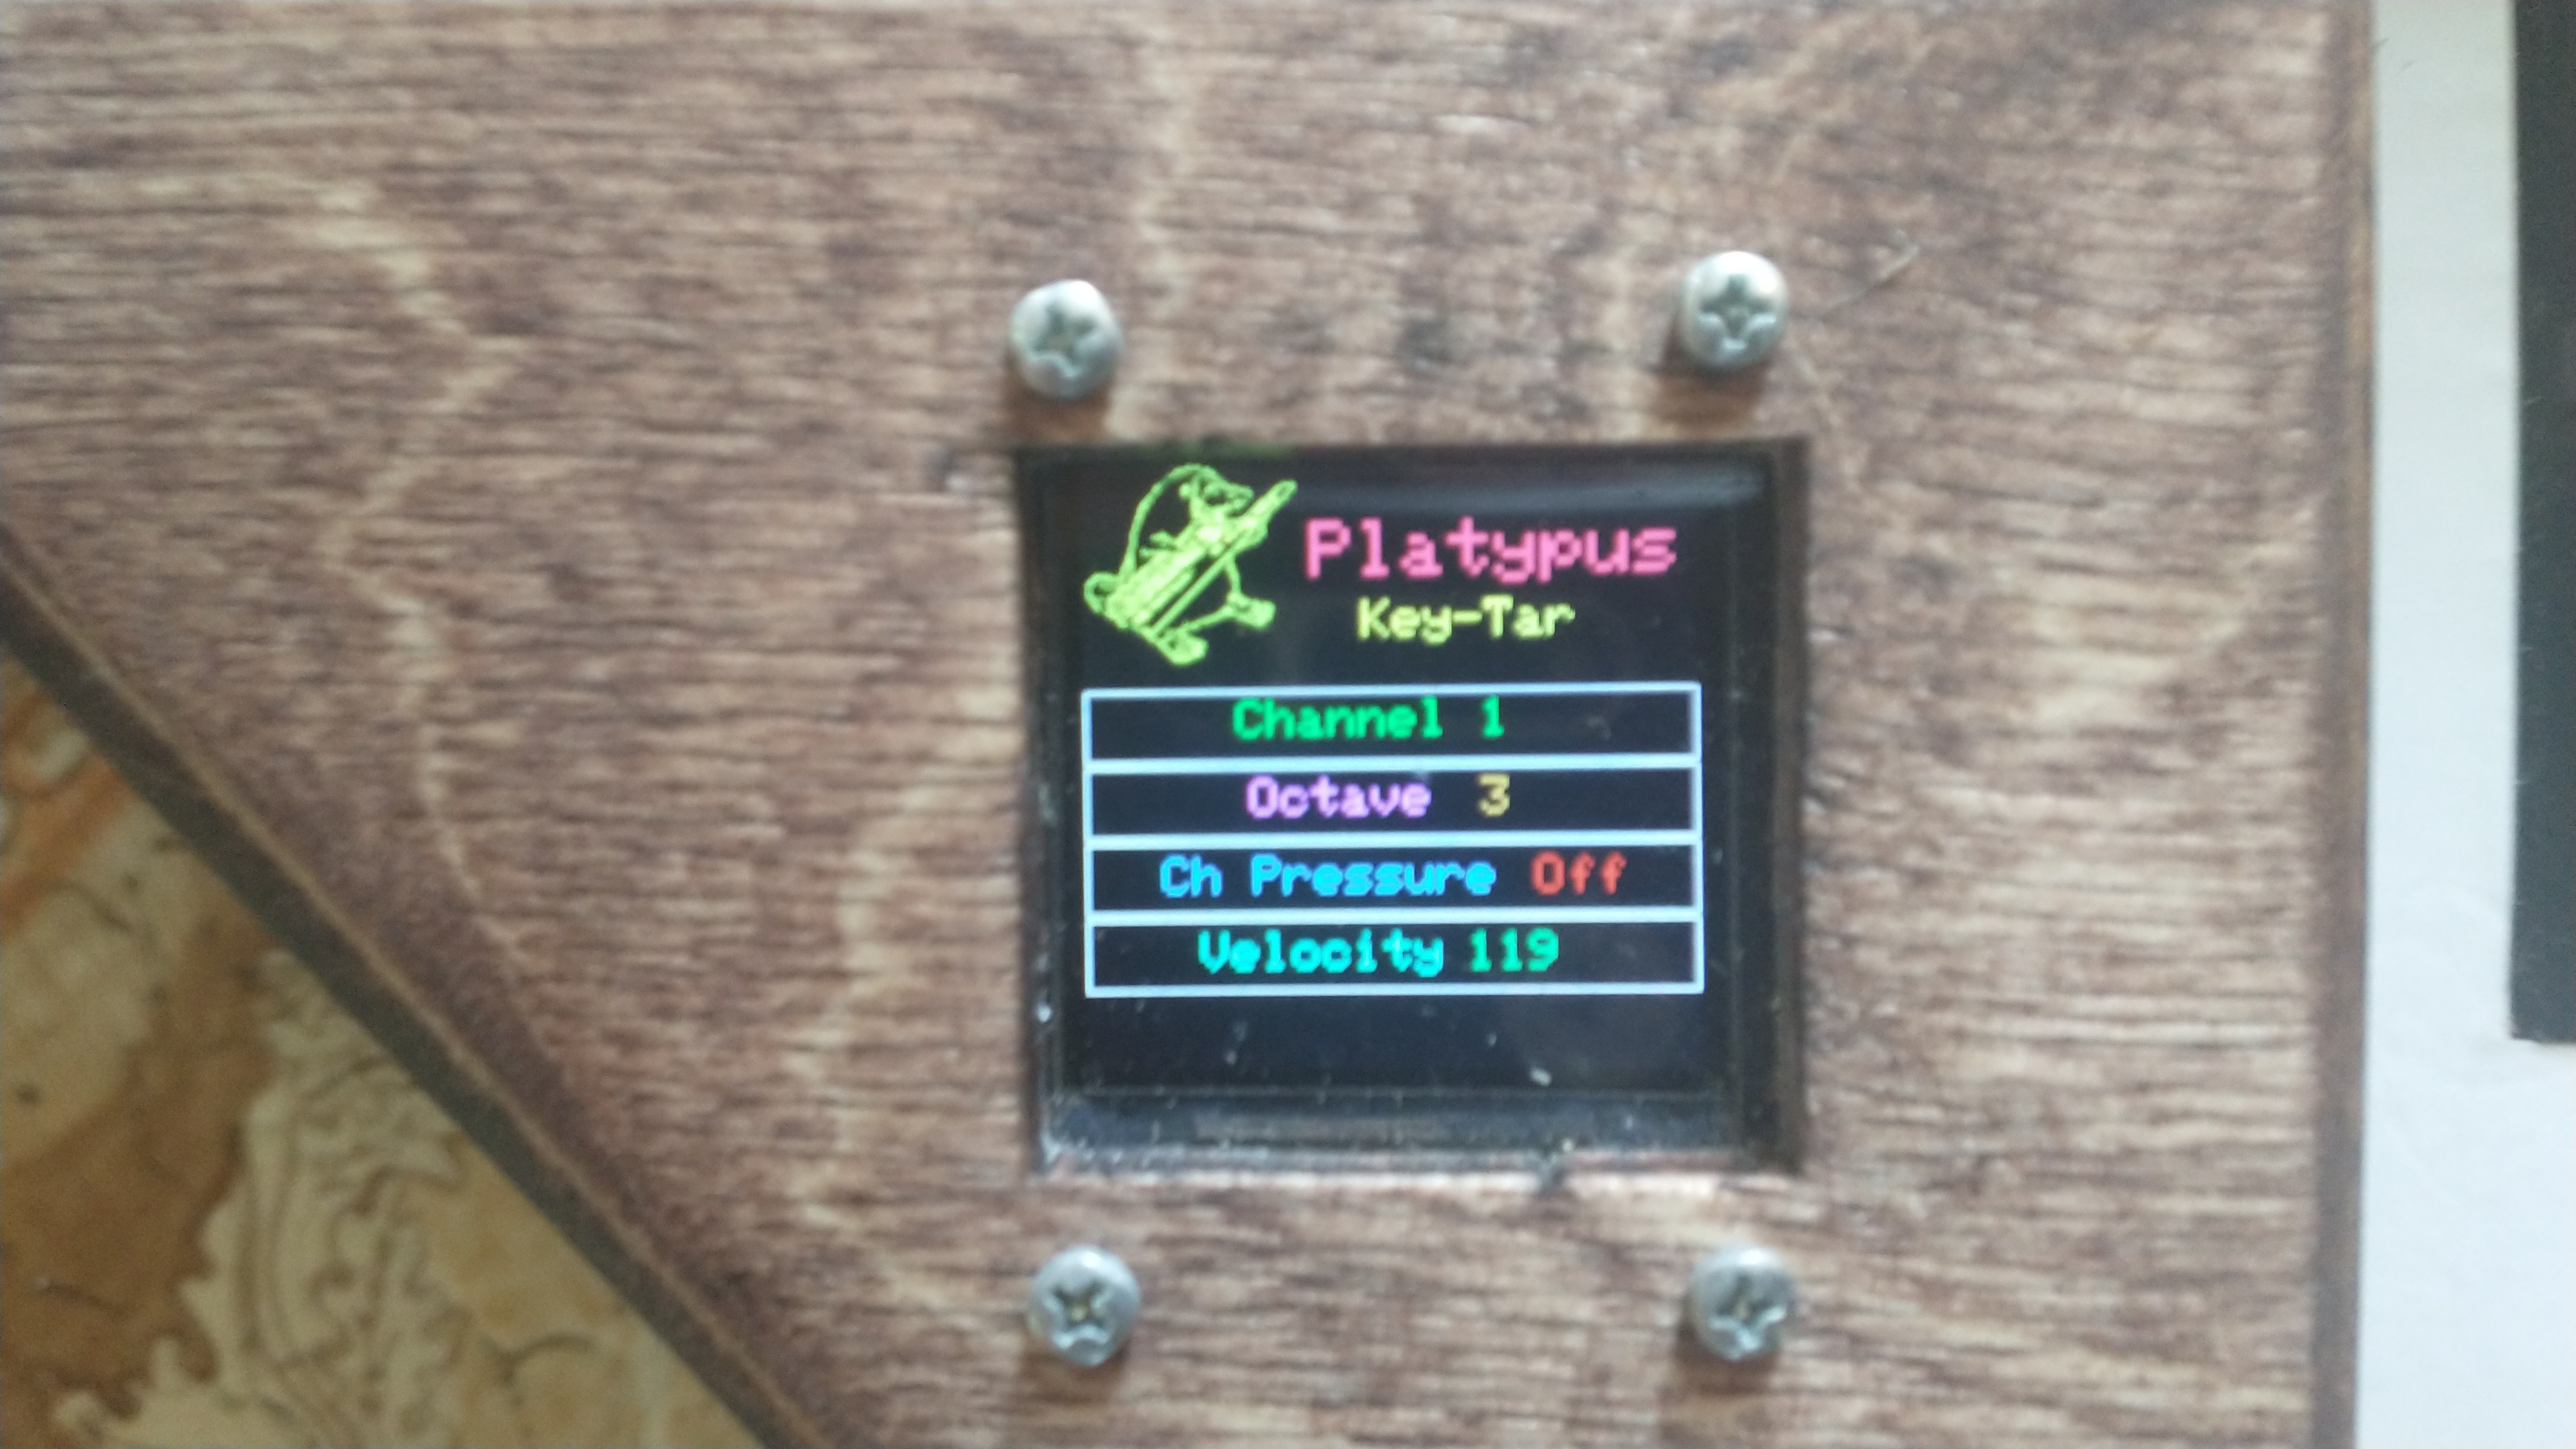 Platypus
Key-Tar
Channel 1
Octave 3
Ch Pressure Off
Velocity 119